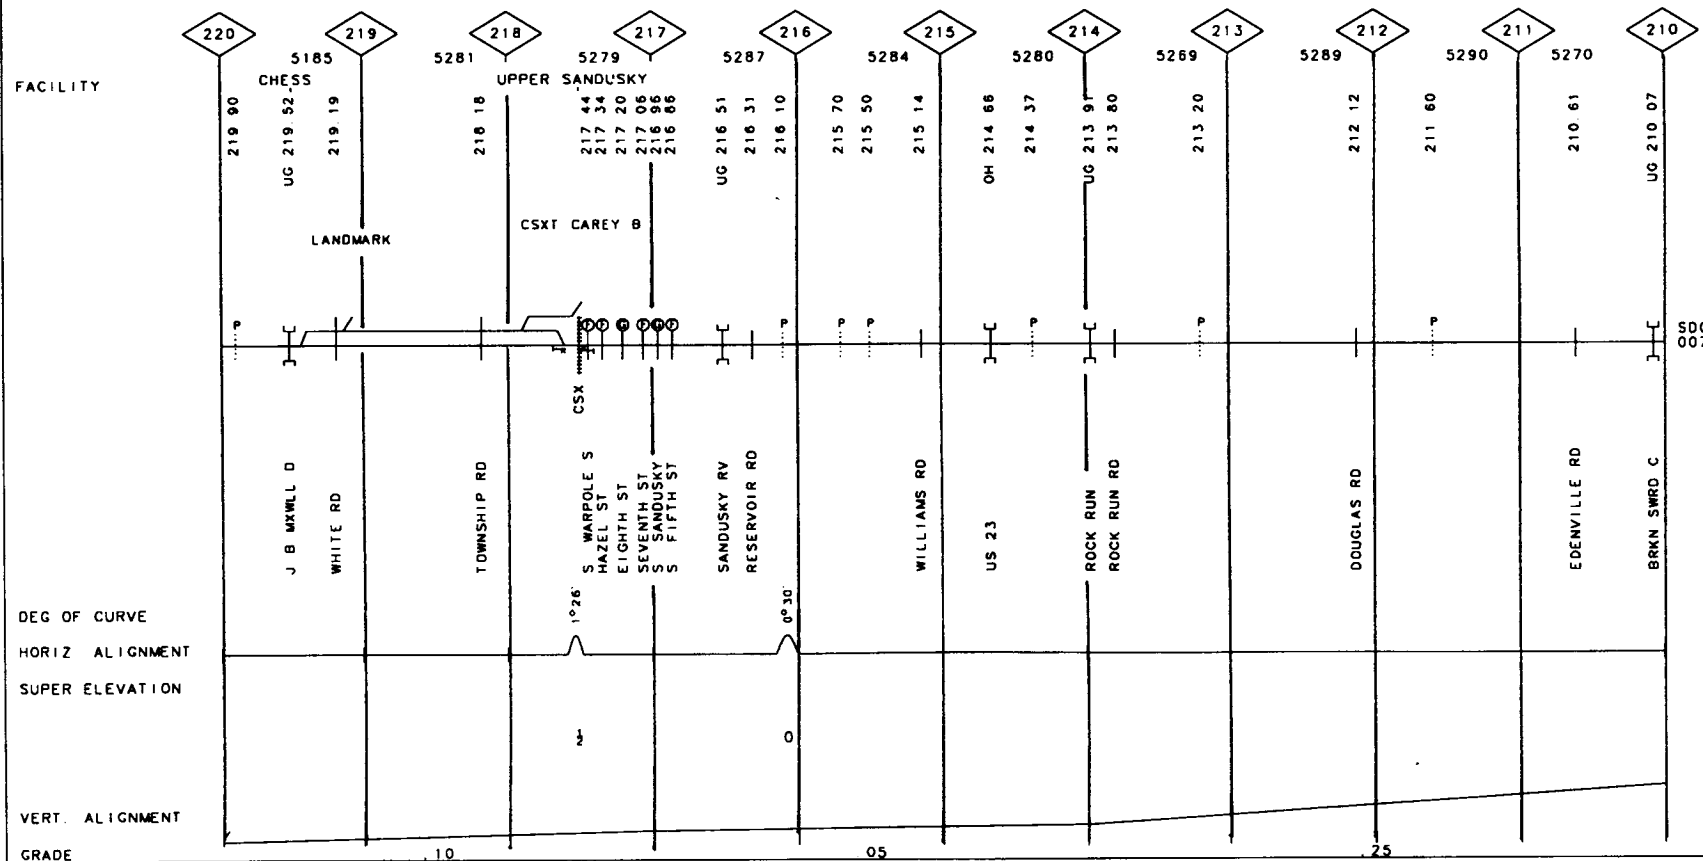 220 219 218 217 216 215 214 213 212 211 210
5185 5281 5279 5287 5284 5280 5269 5289 5290 5270
FACILITY
CHESS
UPPER SANDUSKY
219 90
UG 219.52
219.19
218 18
217 44
217 34
217 20
217 06
216 96
216 86
UG 216 51
216 31
216 10
215 70
215 50
215 14
OH 214 66
214 37
UG 213 91
213 80
213 20
212 12
211 60
210.61
UG 210 07
LANDMARK
CSXT CAREY B
P F F G F G F P P P P P P
CSX
J B MXWLL D
WHITE RD
TOWNSHIP RD
S WARPOLE S
HAZEL ST
EIGHTH ST
SEVENTH ST
S SANDUSKY
S FIFTH ST
SANDUSKY RV
RESERVOIR RD
WILLIAMS RD
US 23
ROCK RUN
ROCK RUN RD
DOUGLAS RD
EDENVILLE RD
BRKN SWRD C
DEG OF CURVE
1°26'
0°30'
HORIZ ALIGNMENT
SUPER ELEVATION
½
0
VERT. ALIGNMENT
GRADE
.10
.05
.25